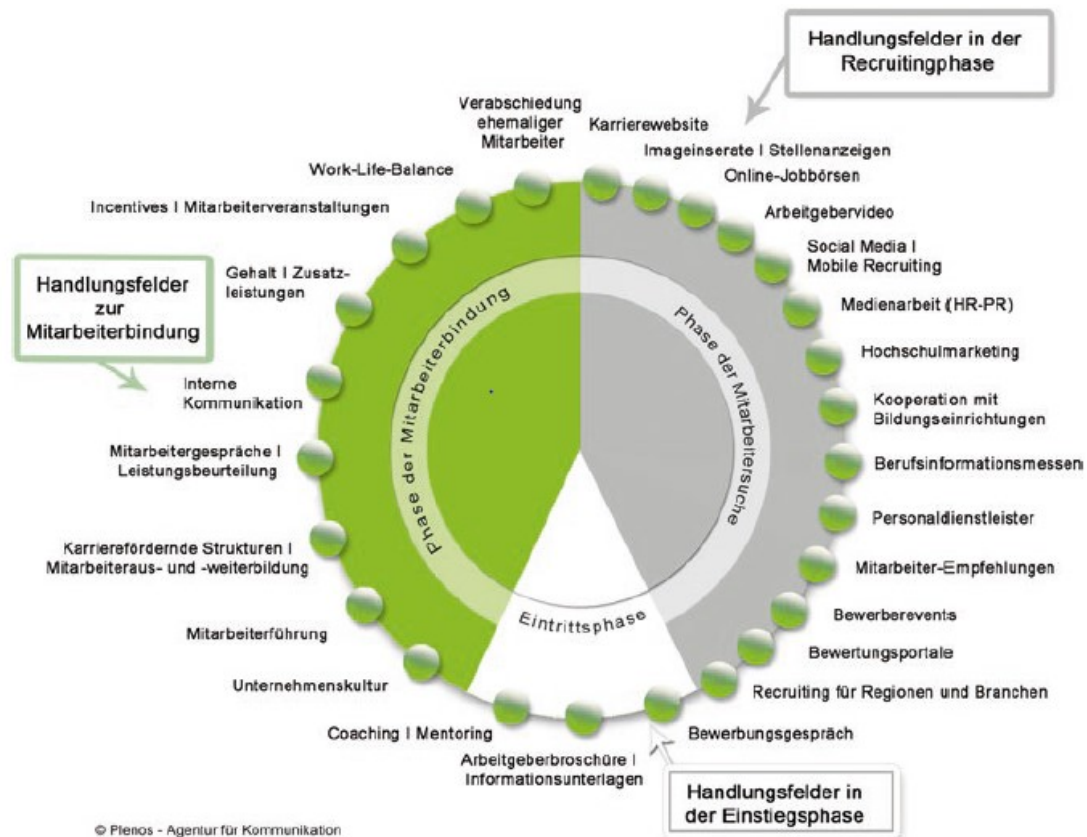 Handlungsfelder in der
Recruitingphase
Verabschiedung
ehemaliger
Mitarbeiter
Karrierewebsite
Imageinserate I Stellenanzeigen
Online-Jobbörsen
Arbeitgebervideo
Social Media I
Mobile Recruiting
Medienarbeit (HR-PR)
Hochschulmarketing
Kooperation mit
Bildungseinrichtungen
Berufsinformationsmessen
Personaldienstleister
Mitarbeiter-Empfehlungen
Bewerberevents
Bewertungsportale
Recruiting für Regionen und Branchen
Phase der Mitarbeitersuche
Bewerbungsgespräch
Handlungsfelder in
der Einstiegsphase
Arbeitgeberbroschüre I
Informationsunterlagen
Coaching I Mentoring
Eintrittsphase
Unternehmenskultur
Mitarbeiterführung
Karrierefördernde Strukturen I
Mitarbeiteraus- und -weiterbildung
Mitarbeitergespräche I
Leistungsbeurteilung
Interne
Kommunikation
Handlungsfelder
zur
Mitarbeiterbindung
Gehalt I Zusatz-
leistungen
Incentives I Mitarbeiterveranstaltungen
Work-Life-Balance
Phase der Mitarbeiterbindung
© Plenos - Agentur für Kommunikation